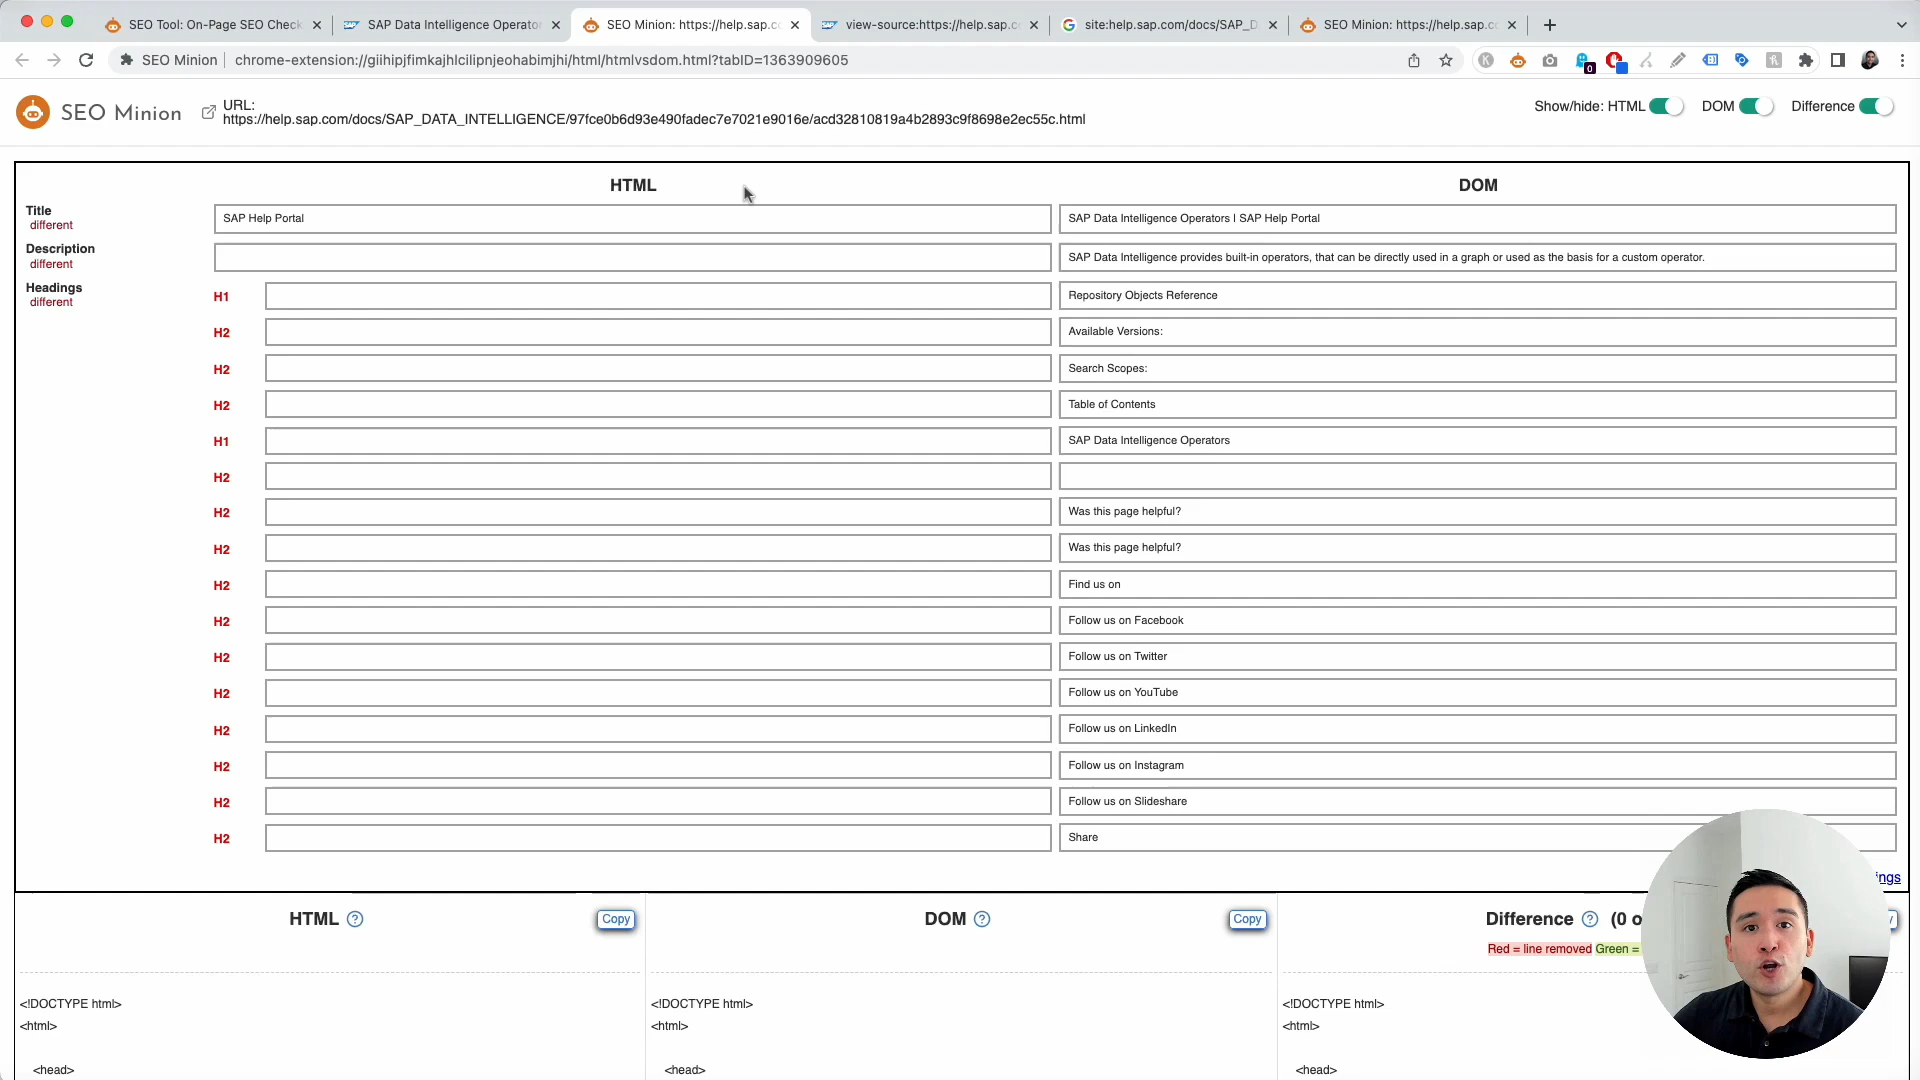 SEO Tool: On-Page SEO Check
SAP Data Intelligence Operator
SEO Minion: https://help.sap.c
view-source:https://help.sap.c
site:help.sap.com/docs/SAP_D
SEO Minion: https://help.sap.c
SEO Minion
chrome-extension://giihipjfimkajhlcilipnjeohabimjhi/html/htmlvsdom.html?tabID=1363909605
0
SEO Minion
URL:
https://help.sap.com/docs/SAP_DATA_INTELLIGENCE/97fce0b6d93e490fadec7e7021e9016e/acd32810819a4b2893c9f8698e2ec55c.html
Show/hide: HTML DOM Difference
HTML DOM
Title
different
SAP Help Portal
SAP Data Intelligence Operators | SAP Help Portal
Description
different
SAP Data Intelligence provides built-in operators, that can be directly used in a graph or used as the basis for a custom operator.
Headings
different
H1 Repository Objects Reference
H2 Available Versions:
H2 Search Scopes:
H2 Table of Contents
H1 SAP Data Intelligence Operators
H2
H2 Was this page helpful?
H2 Was this page helpful?
H2 Find us on
H2 Follow us on Facebook
H2 Follow us on Twitter
H2 Follow us on YouTube
H2 Follow us on LinkedIn
H2 Follow us on Instagram
H2 Follow us on Slideshare
H2 Share
ings
HTML ? Copy DOM ? Copy Difference ? (0 o
Red = line removed Green =
<!DOCTYPE html> <!DOCTYPE html> <!DOCTYPE html>
<html> <html> <html>
<head> <head> <head>